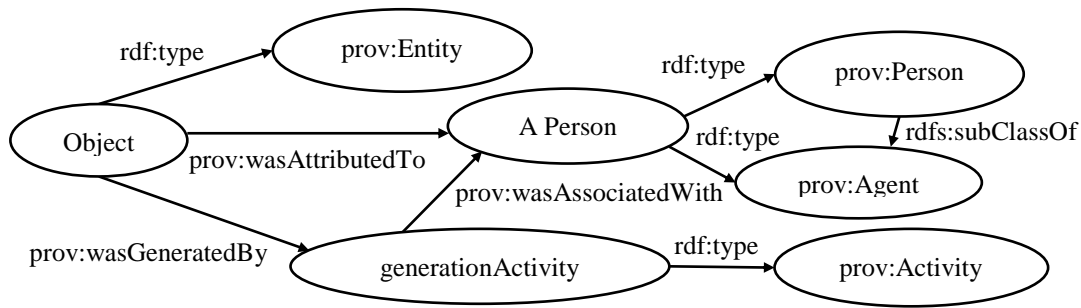 rdf:type
prov:Entity
rdf:type
prov:Person
Object
A Person
rdf:type
rdfs:subClassOf
prov:wasAttributedTo
prov:wasAssociatedWith
prov:Agent
prov:wasGeneratedBy
generationActivity
rdf:type
prov:Activity